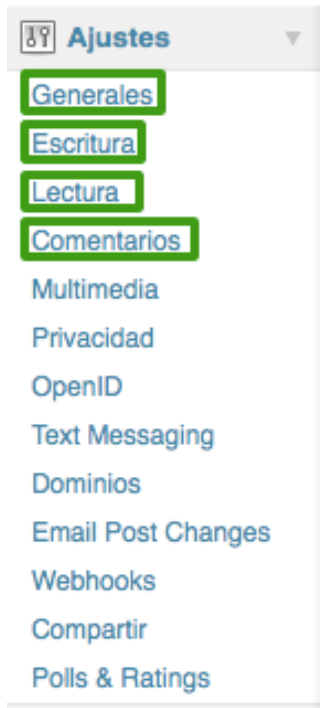 Ajustes
Generales
Escritura
Lectura
Comentarios
Multimedia
Privacidad
OpenID
Text Messaging
Dominios
Email Post Changes
Webhooks
Compartir
Polls & Ratings